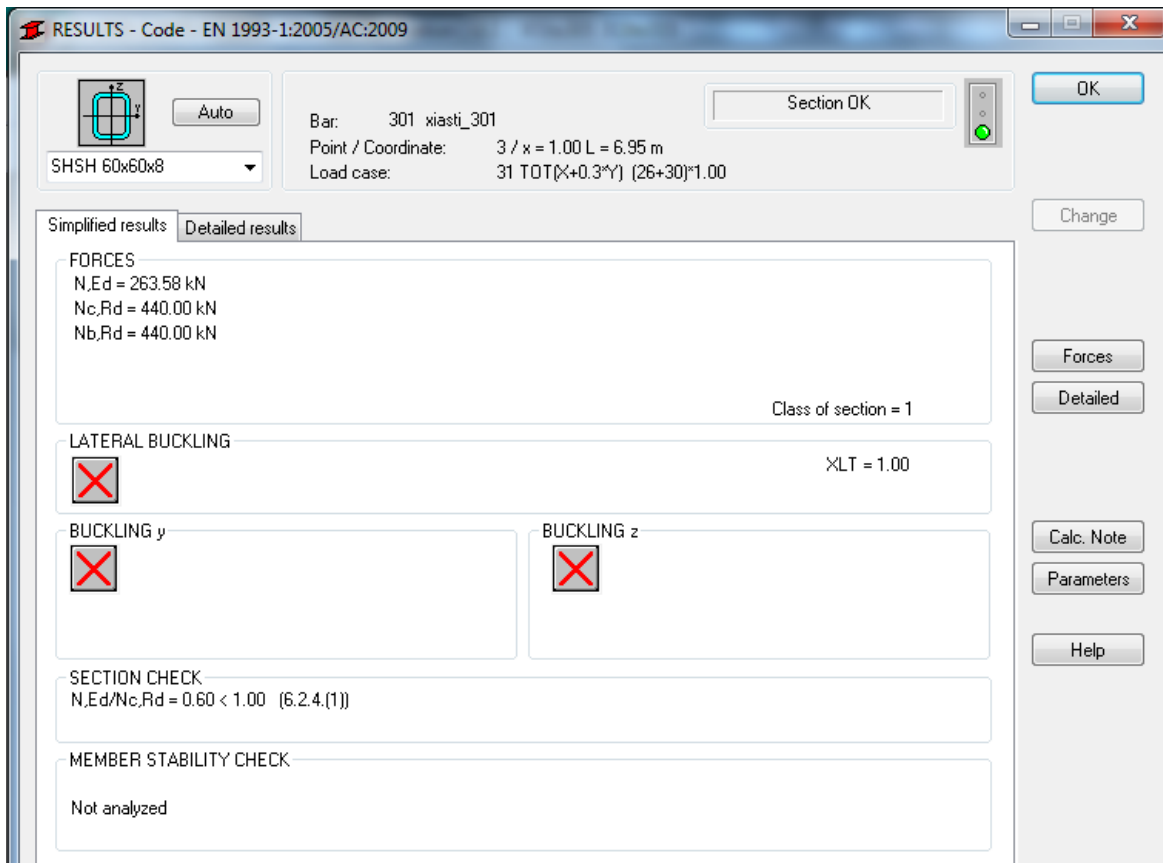 RESULTS - Code - EN 1993-1:2005/AC:2009
z
y
Auto
SHSH 60x60x8
Bar: 301 xiasti_301
Point / Coordinate: 3 / x = 1.00 L = 6.95 m
Load case: 31 TOT(X+0.3*Y) (26+30)*1.00
Section OK
OK
Change
Simplified results
Detailed results
FORCES
N,Ed = 263.58 kN
Nc,Rd = 440.00 kN
Nb,Rd = 440.00 kN
Class of section = 1
Forces
Detailed
LATERAL BUCKLING
XLT = 1.00
BUCKLING y
BUCKLING z
Calc. Note
Parameters
Help
SECTION CHECK
N,Ed/Nc,Rd = 0.60 < 1.00 (6.2.4.(1))
MEMBER STABILITY CHECK
Not analyzed